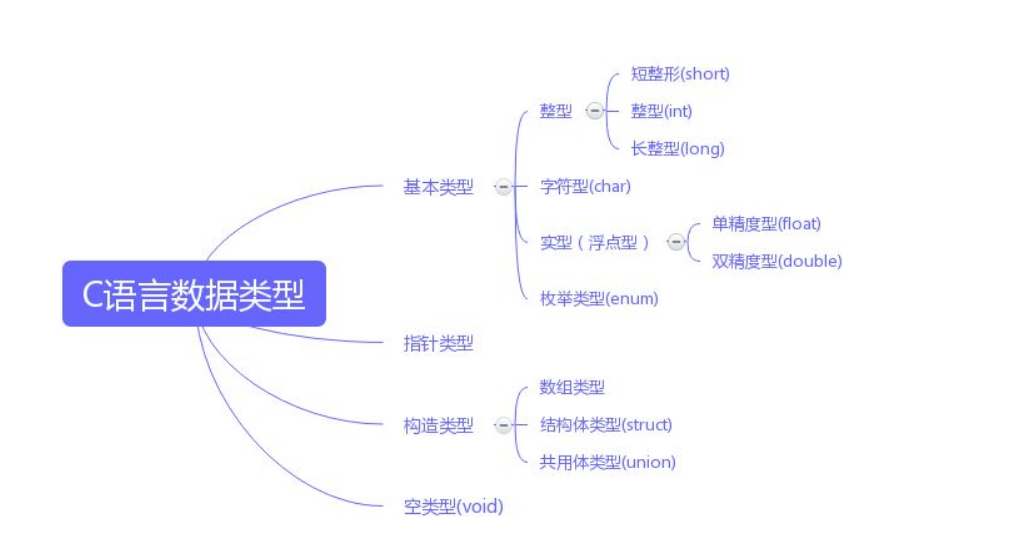 C语言数据类型
基本类型
整型
短整形(short)
整型(int)
长整型(long)
字符型(char)
实型（浮点型）
单精度型(float)
双精度型(double)
枚举类型(enum)
指针类型
构造类型
数组类型
结构体类型(struct)
共用体类型(union)
空类型(void)